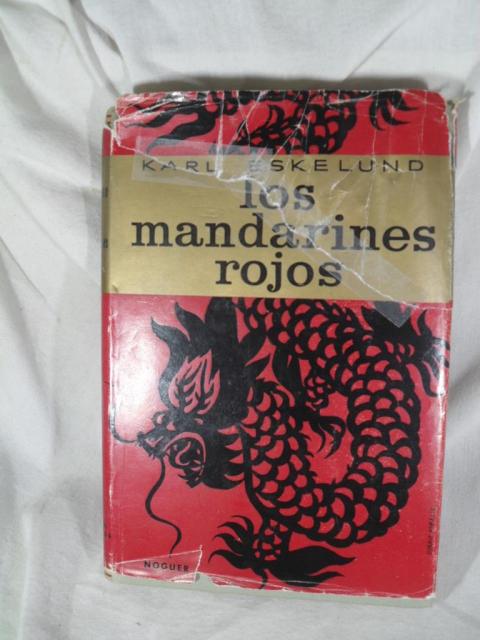 KARL ESKELUND
los
mandarines
rojos
NOGUER